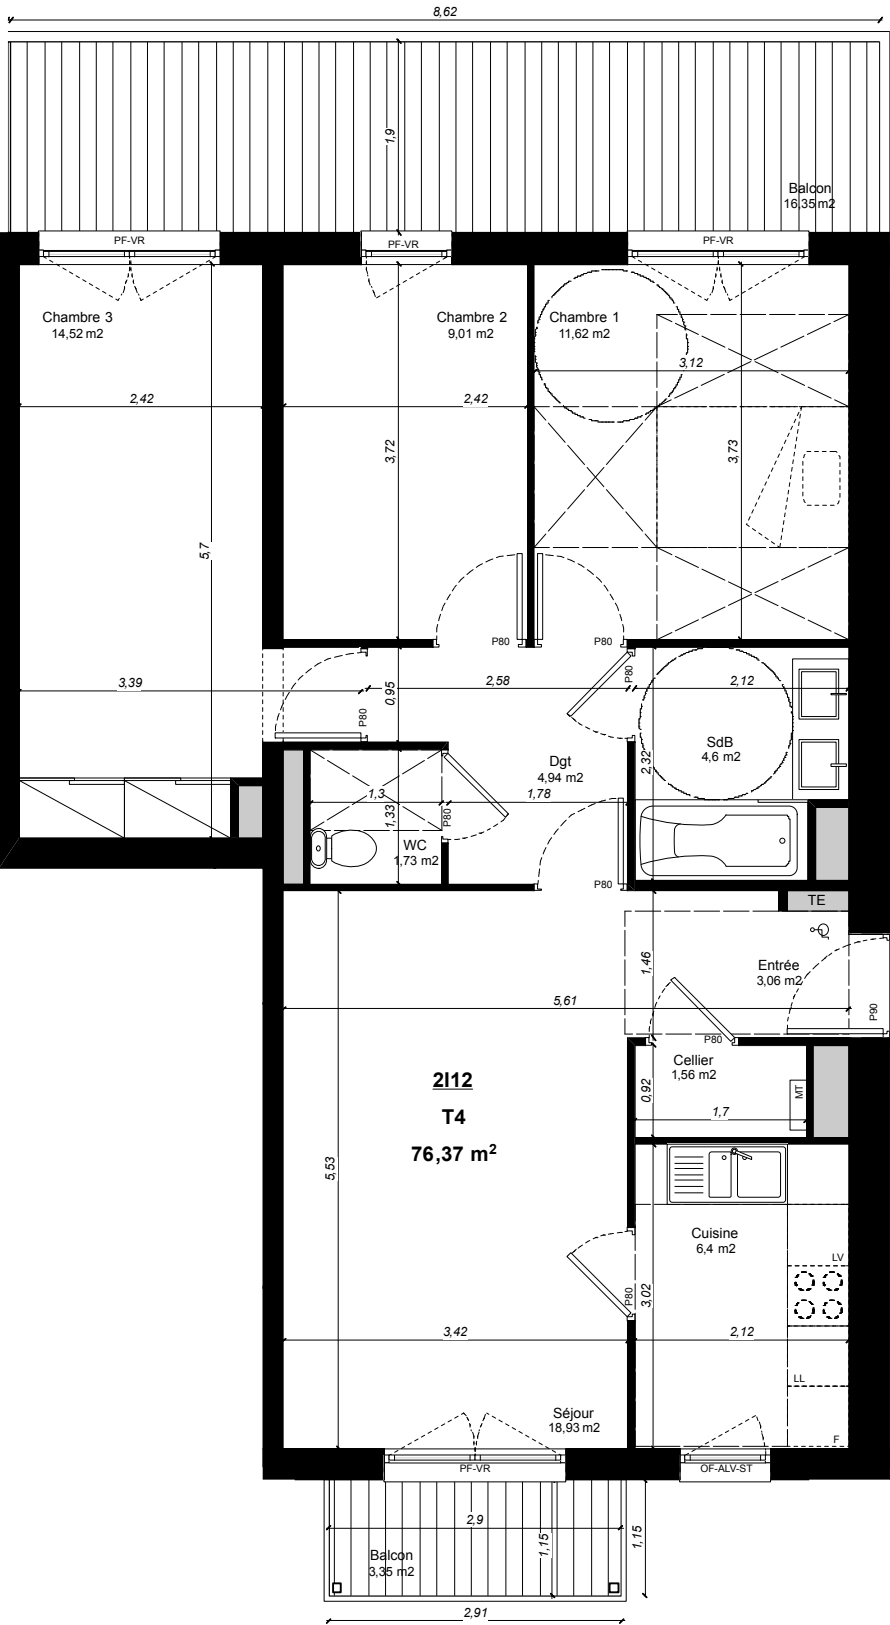 8,62
1,9
Balcon
16,35 m2
PF-VR
PF-VR
PF-VR
Chambre 3
14,52 m2
Chambre 2
9,01 m2
Chambre 1
11,62 m2
3,12
2,42
2,42
3,72
3,73
5,7
P80
P80
3,39
0,95
2,58
P80
2,12
P80
SdB
4,6 m2
2,32
Dgt
4,94 m2
1,3
1,78
1,33
P80
WC
1,73 m2
P80
TE
1,46
Entrée
3,06 m2
5,61
P90
P80
Cellier
1,56 m2
2I12
T4
76,37 m²
0,92
MT
1,7
5,53
Cuisine
6,4 m2
LV
P80
3,02
3,42
2,12
LL
Séjour
18,93 m2
F
PF-VR
OF-ALV-ST
2,9
1,15
1,15
Balcon
3,35 m2
2,91